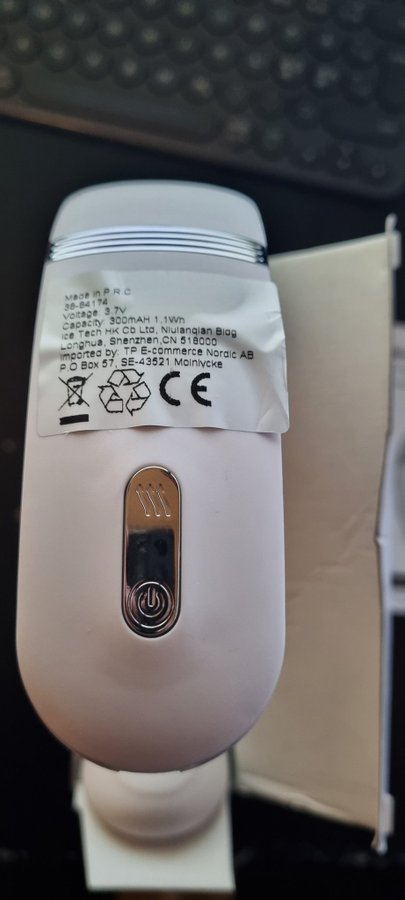 Made in P.R.C
38-84174
Voltage: 3.7V
Capacity: 300mAH 1.1Wh
Ice Tech HK Cb Ltd, Niulanqian Bldg
Longhua, Shenzhen,CN 518000
Imported by: TP E-commerce Nordic AB
P.O Box 57, SE-43521 Molnlycke
CE